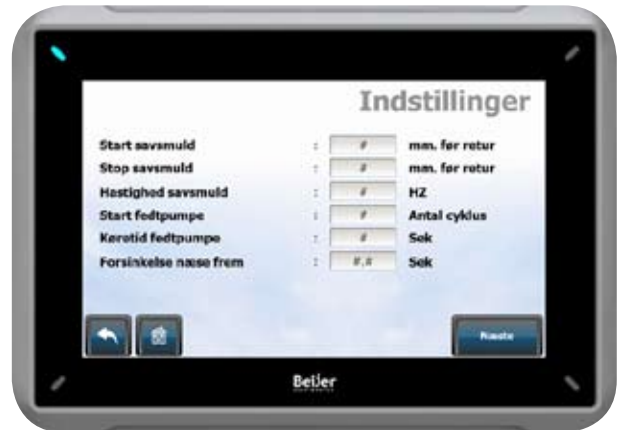 Indstillinger
Start savsmuld : # mm. før retur
Stop savsmuld : # mm. før retur
Hastighed savsmuld : # HZ
Start fedtpumpe : # Antal cyklus
Køretid fedtpumpe : # Sek
Forsinkelse næse frem : #.# Sek
Næste
Beijer